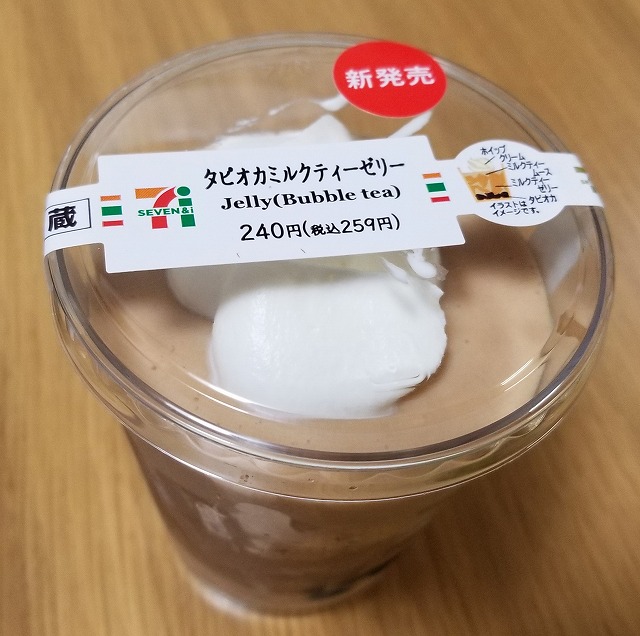 新発売
タピオカミルクティーゼリー
Jelly(Bubble tea)
240円(税込259円)
SEVEN&i
蔵
ホイップ
クリーム
ミルクティー
ムース
ミルクティー
ゼリー
タピオカ
イラストは
イメージです。